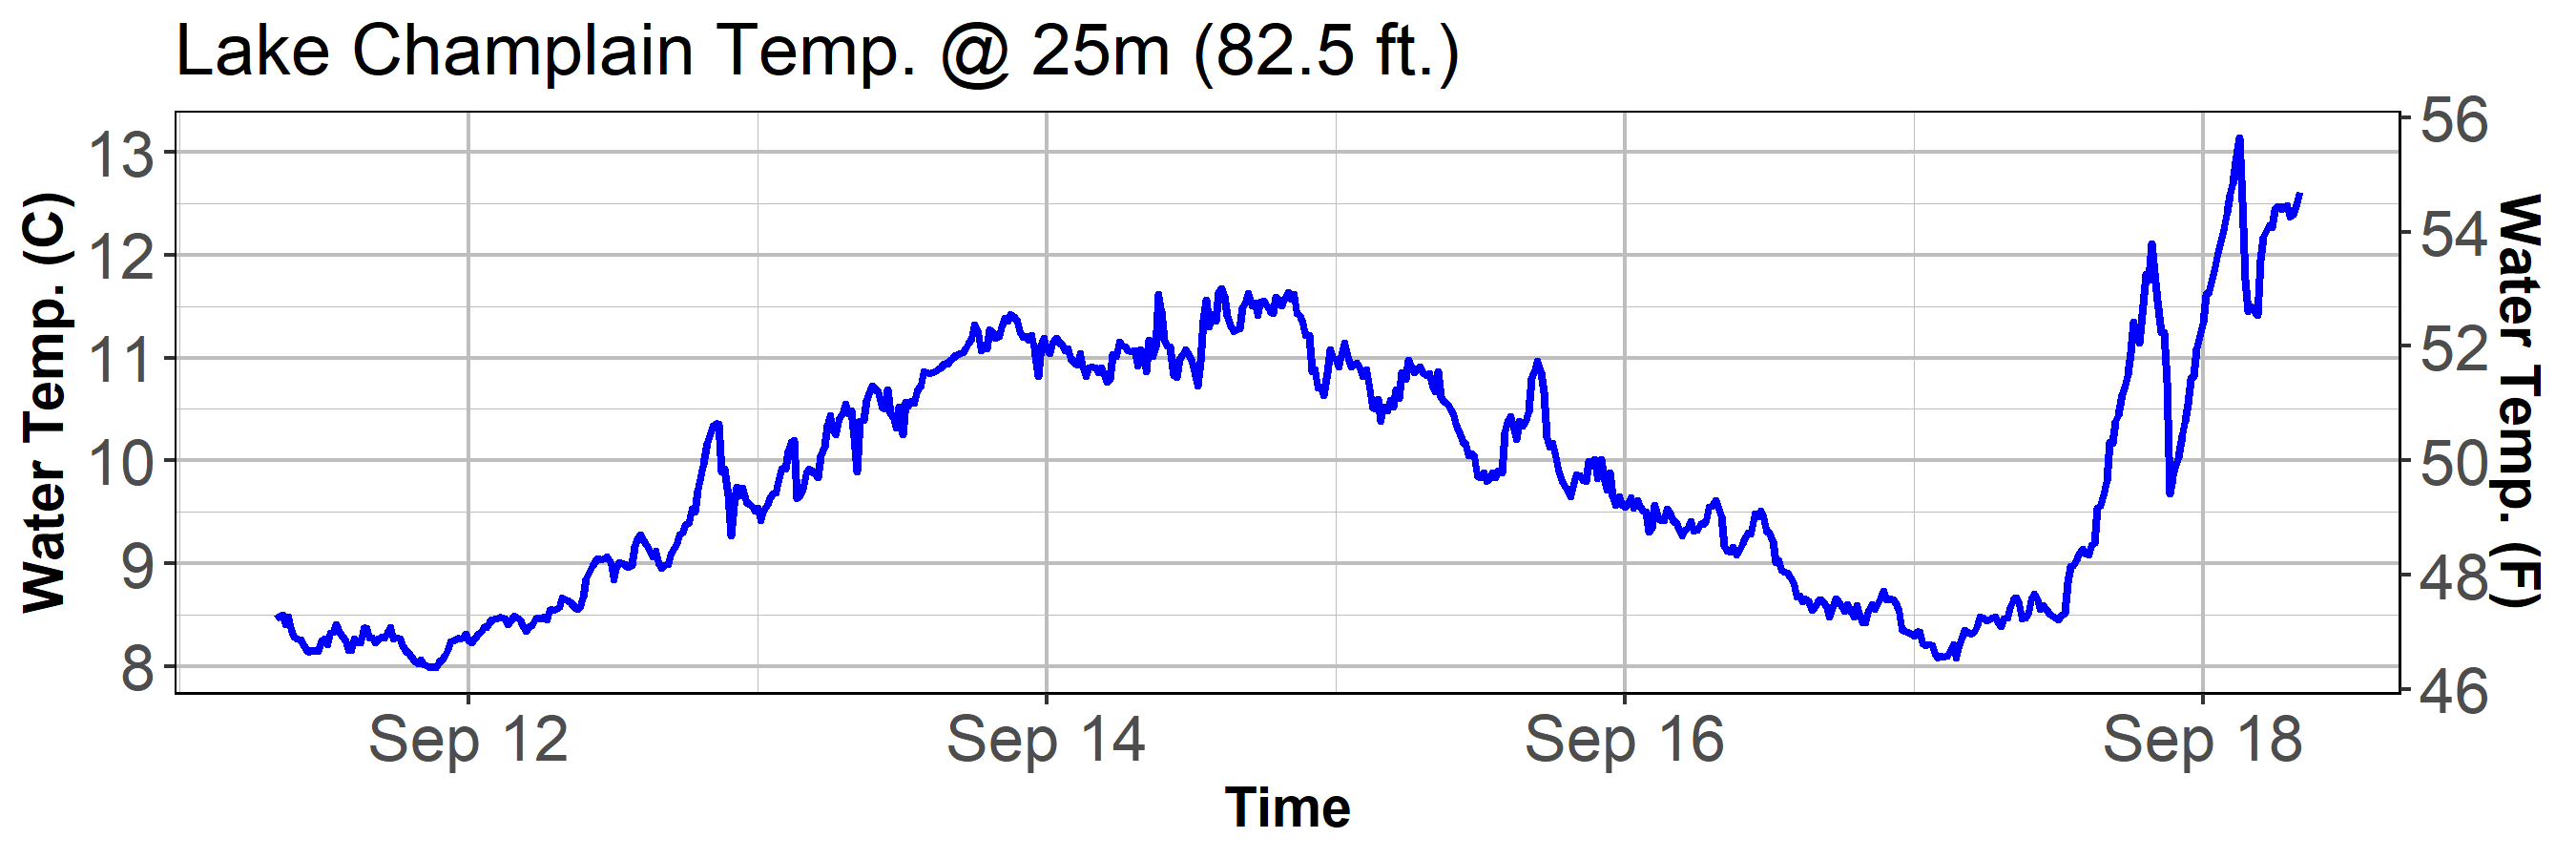 Lake Champlain Temp. @ 25m (82.5 ft.)
Water Temp. (C)
13
12
11
10
9
8
56
54
52
50
48
46
Water Temp. (F)
Sep 12 Sep 14 Sep 16 Sep 18
Time